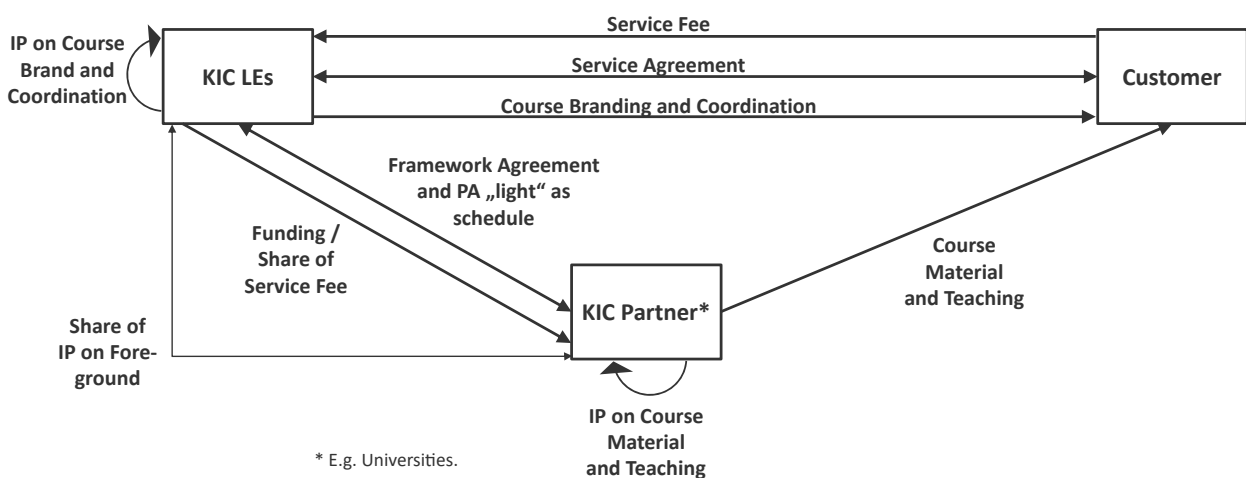 Service Fee
IP on Course
Brand and
Coordination
KIC LEs
Service Agreement
Customer
Course Branding and Coordination
Framework Agreement
and PA „light“ as
schedule
Funding /
Share of
Service Fee
Course
Material
and Teaching
KIC Partner*
Share of
IP on Fore-
ground
IP on Course
Material
and Teaching
* E.g. Universities.